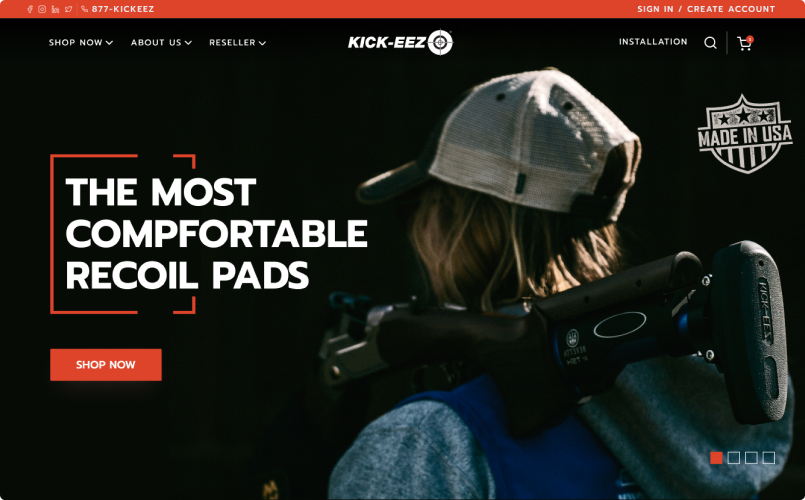 877-KICKEEZ
SIGN IN / CREATE ACCOUNT
SHOP NOW
ABOUT US
RESELLER
KICK-EEZ
INSTALLATION
MADE IN USA
THE MOST
COMPFORTABLE
RECOIL PADS
KICK-EEZ
SHOP NOW